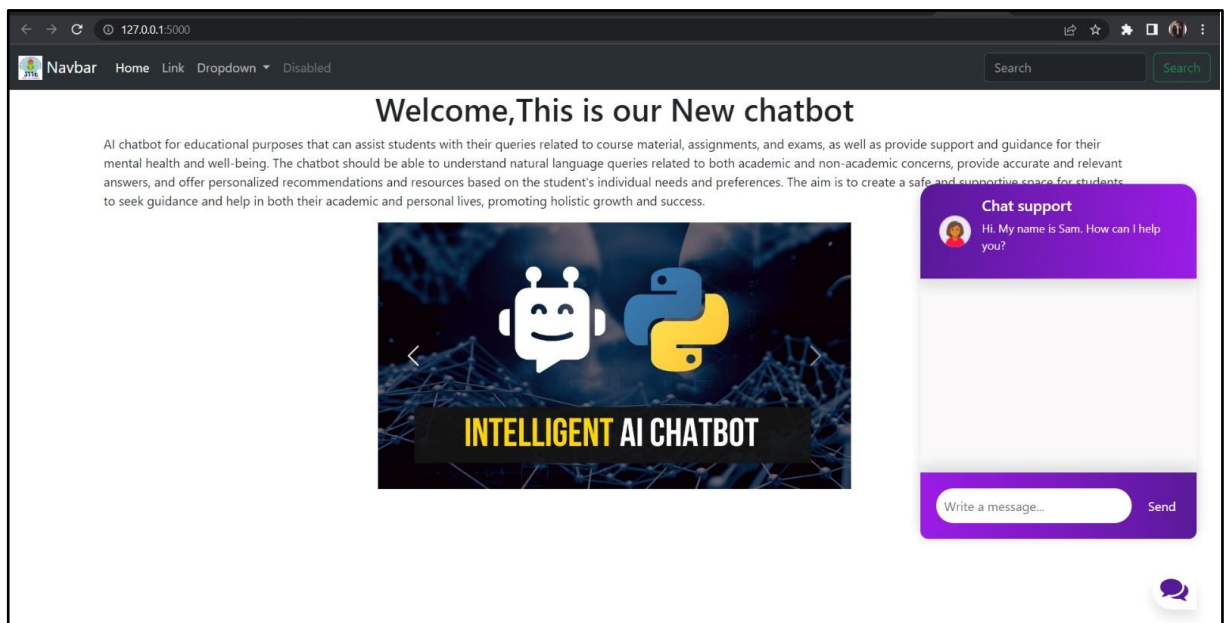 127.0.0.1:5000
Navbar Home Link Dropdown Disabled Search Search
Welcome,This is our New chatbot
AI chatbot for educational purposes that can assist students with their queries related to course material, assignments, and exams, as well as provide support and guidance for their
mental health and well-being. The chatbot should be able to understand natural language queries related to both academic and non-academic concerns, provide accurate and relevant
answers, and offer personalized recommendations and resources based on the student's individual needs and preferences. The aim is to create a safe and supportive space for students
to seek guidance and help in both their academic and personal lives, promoting holistic growth and success.
INTELLIGENT AI CHATBOT
Chat support
Hi. My name is Sam. How can I help
you?
Write a message...
Send